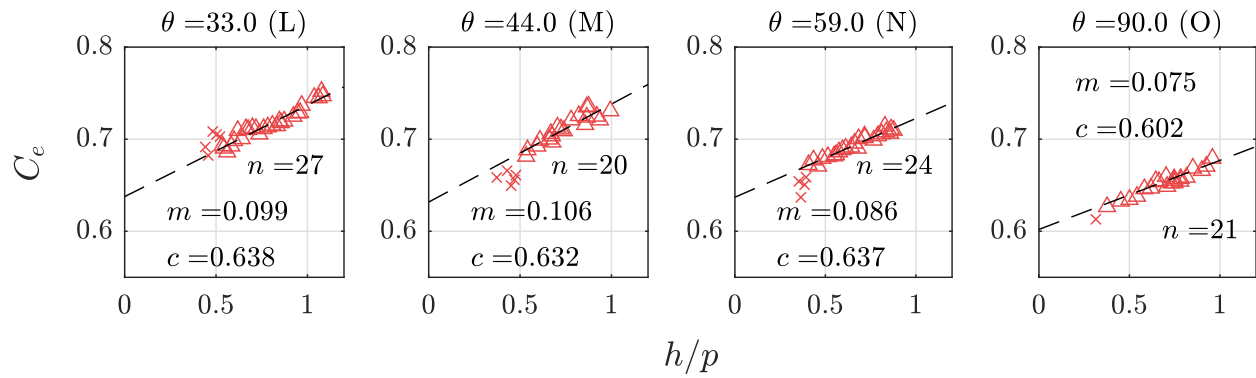 θ =33.0 (L)
θ =44.0 (M)
θ =59.0 (N)
θ =90.0 (O)
C_e
0.8
0.7
0.6
n =27
m =0.099
c =0.638
0
0.5
1
0.8
0.7
0.6
n =20
m =0.106
c =0.632
0
0.5
1
0.8
0.7
0.6
n =24
m =0.086
c =0.637
0
0.5
1
0.8
0.7
0.6
m =0.075
c =0.602
n =21
0
0.5
1
h/p